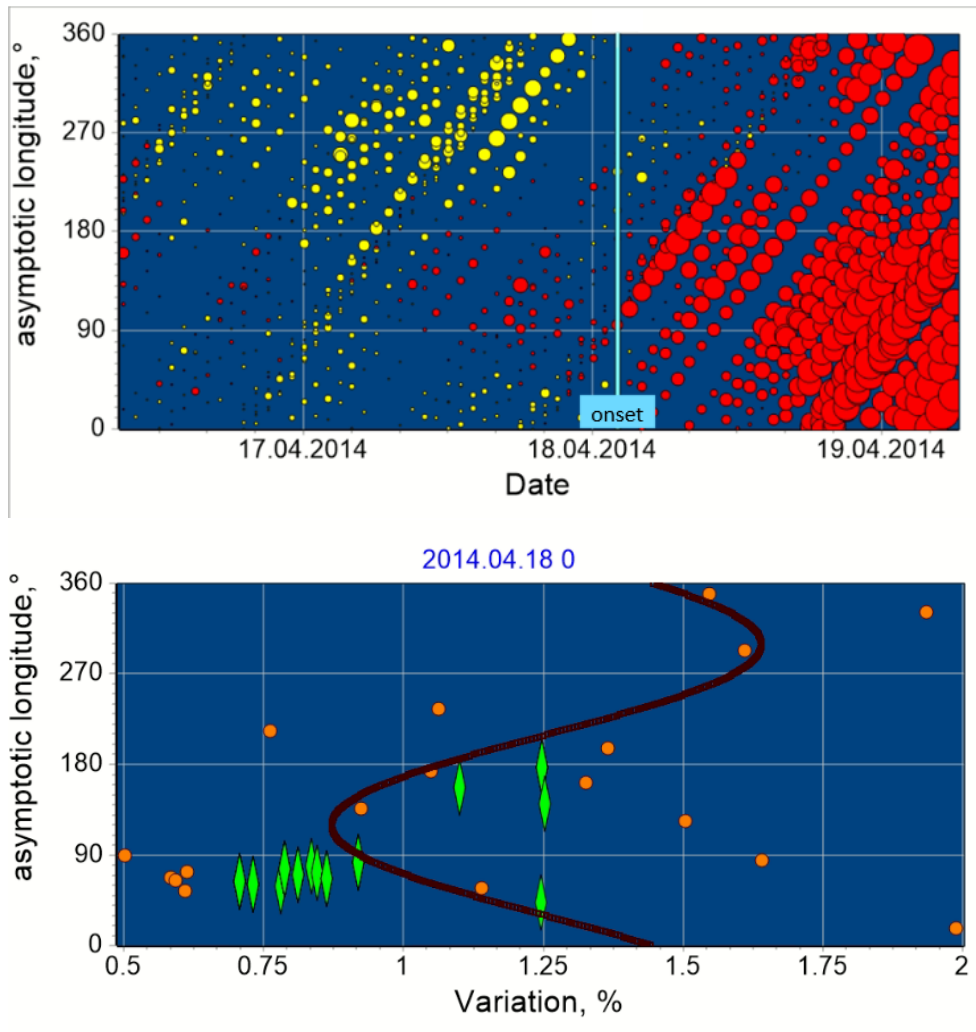 360
270
180
90
0
asymptotic longitude,°
onset
17.04.2014 18.04.2014 19.04.2014
Date
2014.04.18 0
360
270
180
90
0
asymptotic longitude,°
0.5 0.75 1 1.25 1.5 1.75 2
Variation, %